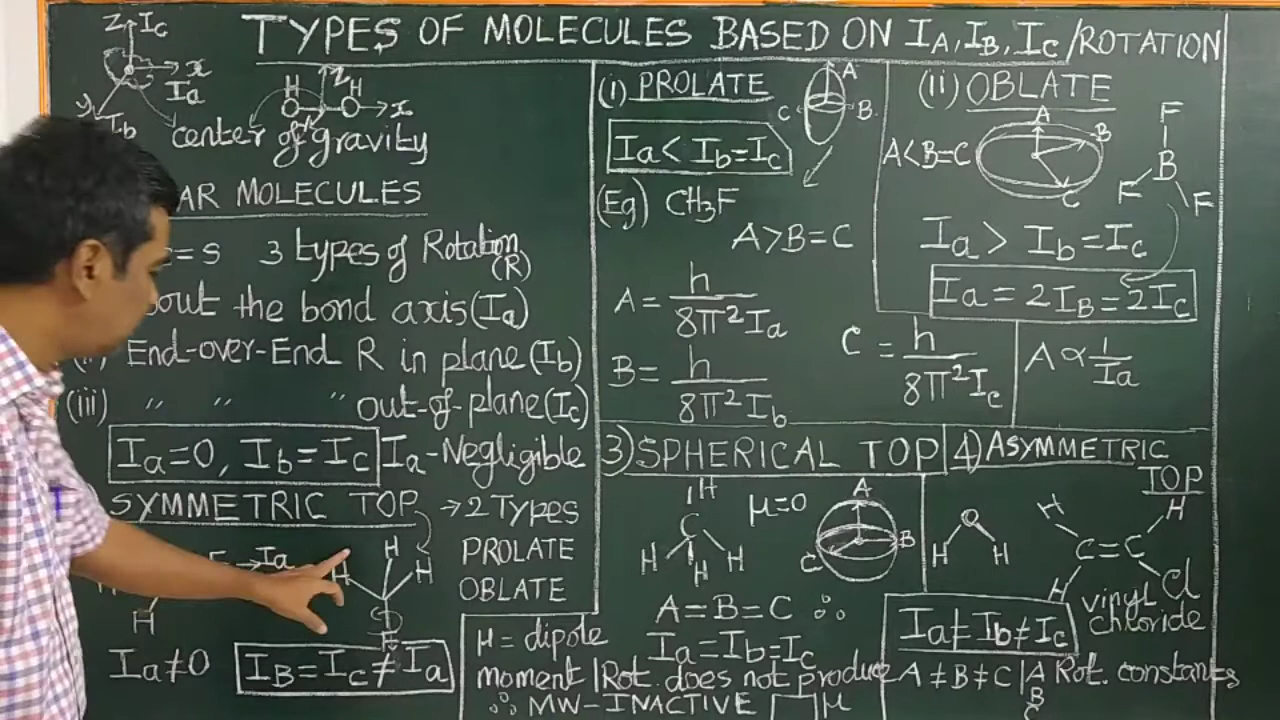 TYPES OF MOLECULES BASED ON IA, IB, IC/ROTATION
Z Ic
x
Ia
y
Ib
H Z H
O O x
center of gravity
AR MOLECULES
= S 3 types of Rotation
(R)
out the bond axis (Ia)
End-over-End R in plane (Ib)
(iii) " " " out-of-plane (Ic)
Ia=0, Ib=Ic Ia-Negligible
SYMMETRIC TOP → 2 TYPES
PROLATE
OBLATE
F → Ia
H
H
H H
H
F
Ia≠0 IB=Ic≠Ia
(i) PROLATE
A
C B
Ia<Ib=Ic
(Eg) CH3F
A>B=C
A= h
8π²Ia
B= h
8π²Ib
C = h
8π²Ic
(ii) OBLATE
A
B
C
A<B=C
F
B
F F
Ia > Ib=Ic
Ia=2IB=2Ic
A∝1
Ia
3) SPHERICAL TOP
H
C
H H H
μ=0
A
C B
A=B=C ∴
Ia=Ib=Ic
μ= dipole
moment | Rot. does not produce
∴ MW-INACTIVE μ
4) ASYMMETRIC
TOP
O
H H
H H
C=C
H Cl
vinyl
chloride
Ia≠Ib≠Ic
A≠B≠C | A Rot. constants
B
C